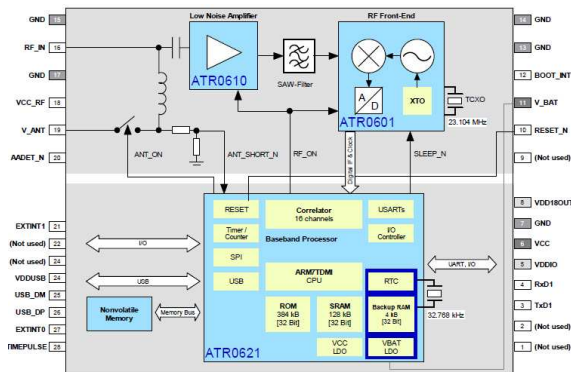 Low Noise Amplifier
RF Front-End
GND 15
14 GND
RF_IN 16
13 GND
GND 17
12 BOOT_INT
VCC_RF 18
11 V_BAT
V_ANT 19
10 RESET_N
AADET_N 20
9 (Not used)
ATR0610
SAW-Filter
A
D
XTO
TCXO
ATR0601
23.104 MHz
ANT_ON
ANT_SHORT_N
RF_ON
Digital IF & Clock
SLEEP_N
8 VDD18OUT
EXTINT1 21
7 GND
(Not used) 22
6 VCC
(Not used) 24
5 VDDIO
VDDUSB 24
4 RxD1
USB_DM 25
3 TxD1
USB_DP 26
2 (Not used)
EXTINT0 27
1 (Not used)
TIMEPULSE 28
I/O
USB
Memory Bus
UART, I/O
Nonvolatile
Memory
RESET
Correlator
16 channels
USARTs
Timer /
Counter
Baseband Processor
I/O
Controller
SPI
USB
ARM7TDMI
CPU
RTC
ROM
384 kB
[32 Bit]
SRAM
128 kB
[32 Bit]
Backup RAM
4 kB
[32 Bit]
32.768 kHz
VCC
LDO
VBAT
LDO
ATR0621